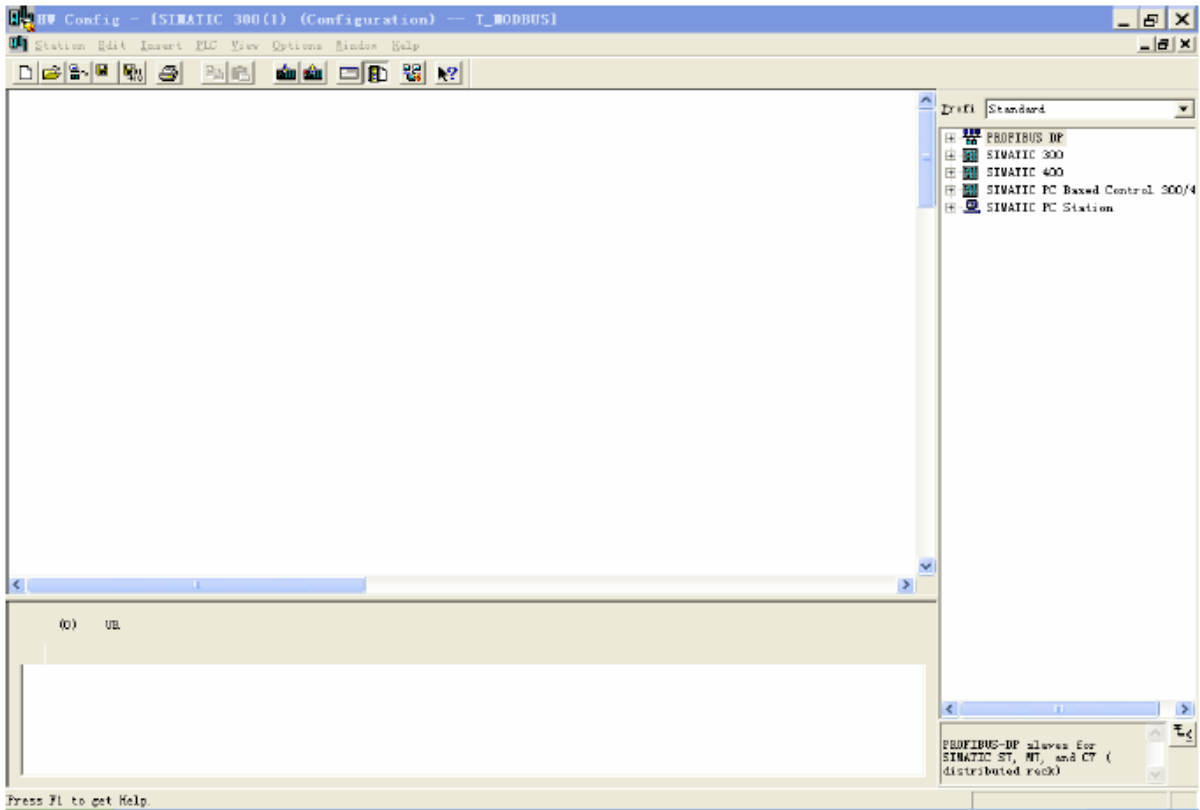 HW Config - [SIMATIC 300(1) (Configuration) -- T_MODBUS]
Station Edit Insert PLC View Options Window Help
Profi Standard
PROFIBUS DP
SIMATIC 300
SIMATIC 400
SIMATIC PC Based Control 300/4
SIMATIC PC Station
(0) UR
PROFIBUS-DP slaves for
SIMATIC S7, M7, and C7 (
distributed rack)
Press F1 to get Help.